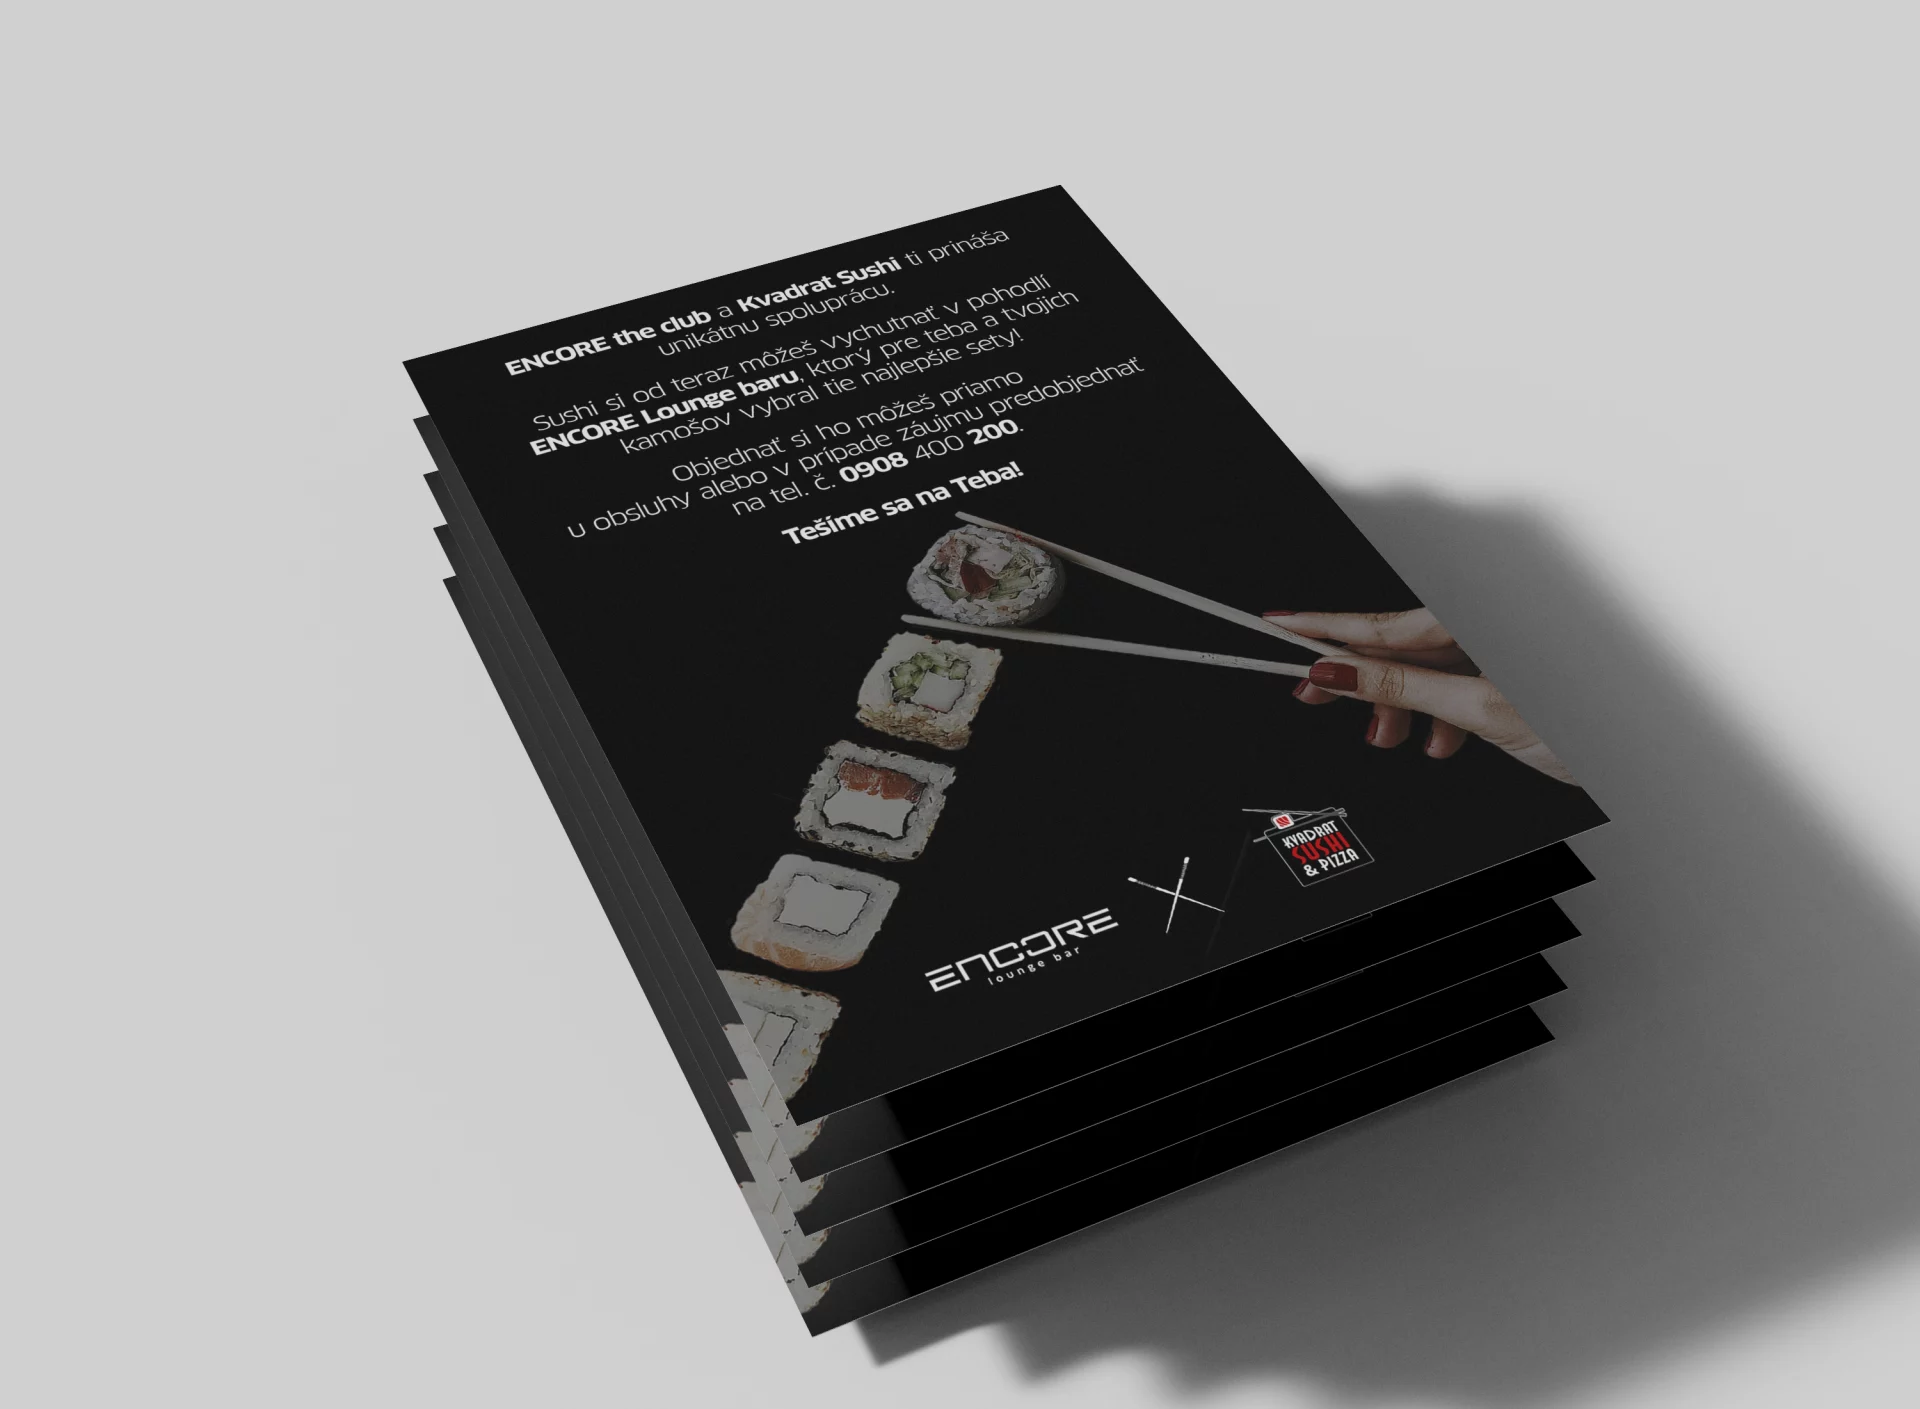 ENCORE the club a Kvadrat Sushi ti prináša
unikátnu spoluprácu.
Sushi si od teraz môžeš vychutnať v pohodlí
ENCORE Lounge baru, ktorý pre teba a tvojich
kamošov vybral tie najlepšie sety!
Objednať si ho môžeš priamo
u obsluhy alebo v prípade záujmu predobjednať
na tel. č. 0908 400 200.
Tešíme sa na Teba!
ENCORE
lounge bar
KVADRAT
SUSHI
& PIZZA